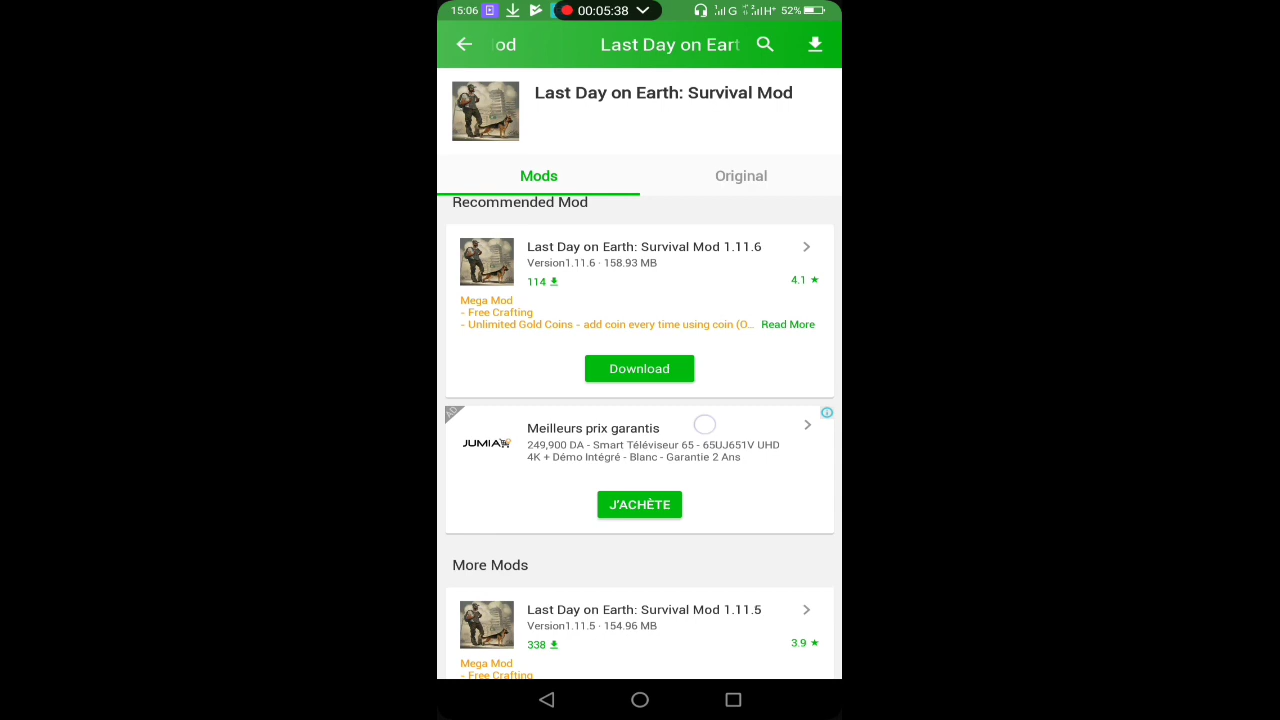 15:06 00:05:38 G H+ 52%
od Last Day on Eart
Last Day on Earth: Survival Mod
Mods Original
Recommended Mod
Last Day on Earth: Survival Mod 1.11.6
Version1.11.6 · 158.93 MB
114 4.1 ★
Mega Mod
- Free Crafting
- Unlimited Gold Coins - add coin every time using coin (O... Read More
Download
AD
Meilleurs prix garantis
JUMIA
249,900 DA - Smart Téléviseur 65 - 65UJ651V UHD
4K + Démo Intégré - Blanc - Garantie 2 Ans
J'ACHÈTE
More Mods
Last Day on Earth: Survival Mod 1.11.5
Version1.11.5 · 154.96 MB
338 3.9 ★
Mega Mod
- Free Crafting